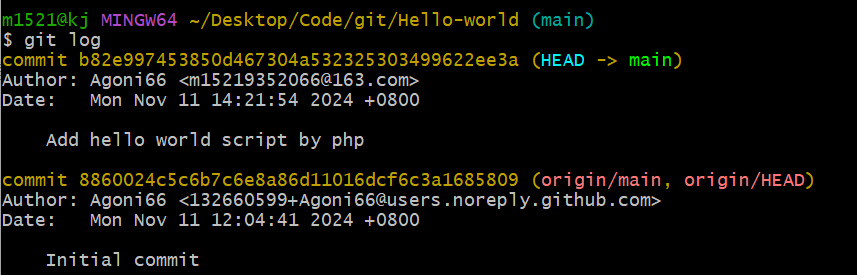 m1521@kj MINGW64 ~/Desktop/Code/git/Hello-world (main)
$ git log
commit b82e997453850d467304a532325303499622ee3a (HEAD -> main)
Author: Agoni66 <m15219352066@163.com>
Date:   Mon Nov 11 14:21:54 2024 +0800
    Add hello world script by php
commit 8860024c5c6b7c6e8a86d11016dcf6c3a1685809 (origin/main, origin/HEAD)
Author: Agoni66 <132660599+Agoni66@users.noreply.github.com>
Date:   Mon Nov 11 12:04:41 2024 +0800
    Initial commit